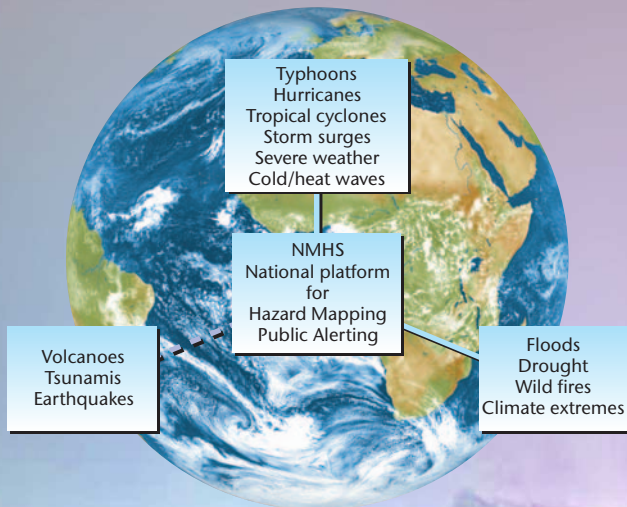 Typhoons
Hurricanes
Tropical cyclones
Storm surges
Severe weather
Cold/heat waves
NMHS
National platform
for
Hazard Mapping
Public Alerting
Volcanoes
Tsunamis
Earthquakes
Floods
Drought
Wild fires
Climate extremes